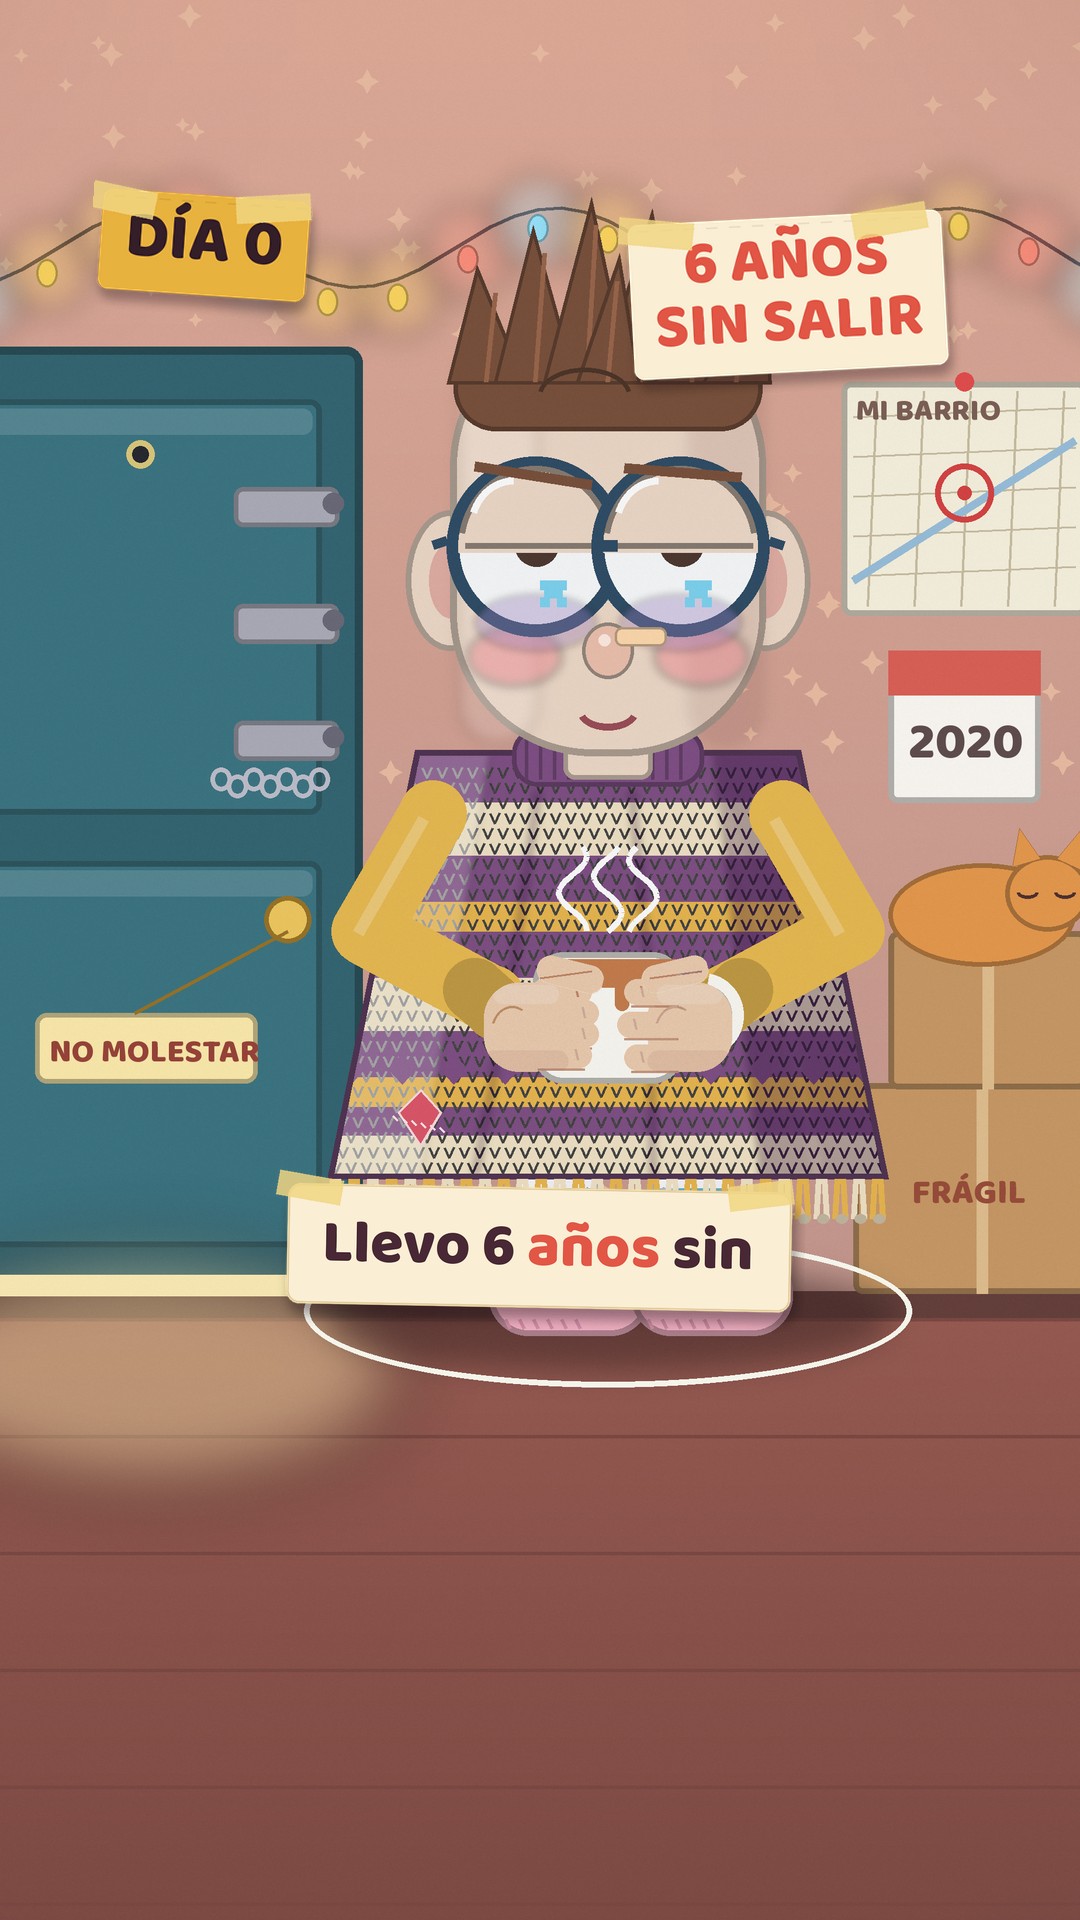 DÍA 0
6 AÑOS
SIN SALIR
MI BARRIO
2020
NO MOLESTAR
FRÁGIL
Llevo 6 años sin